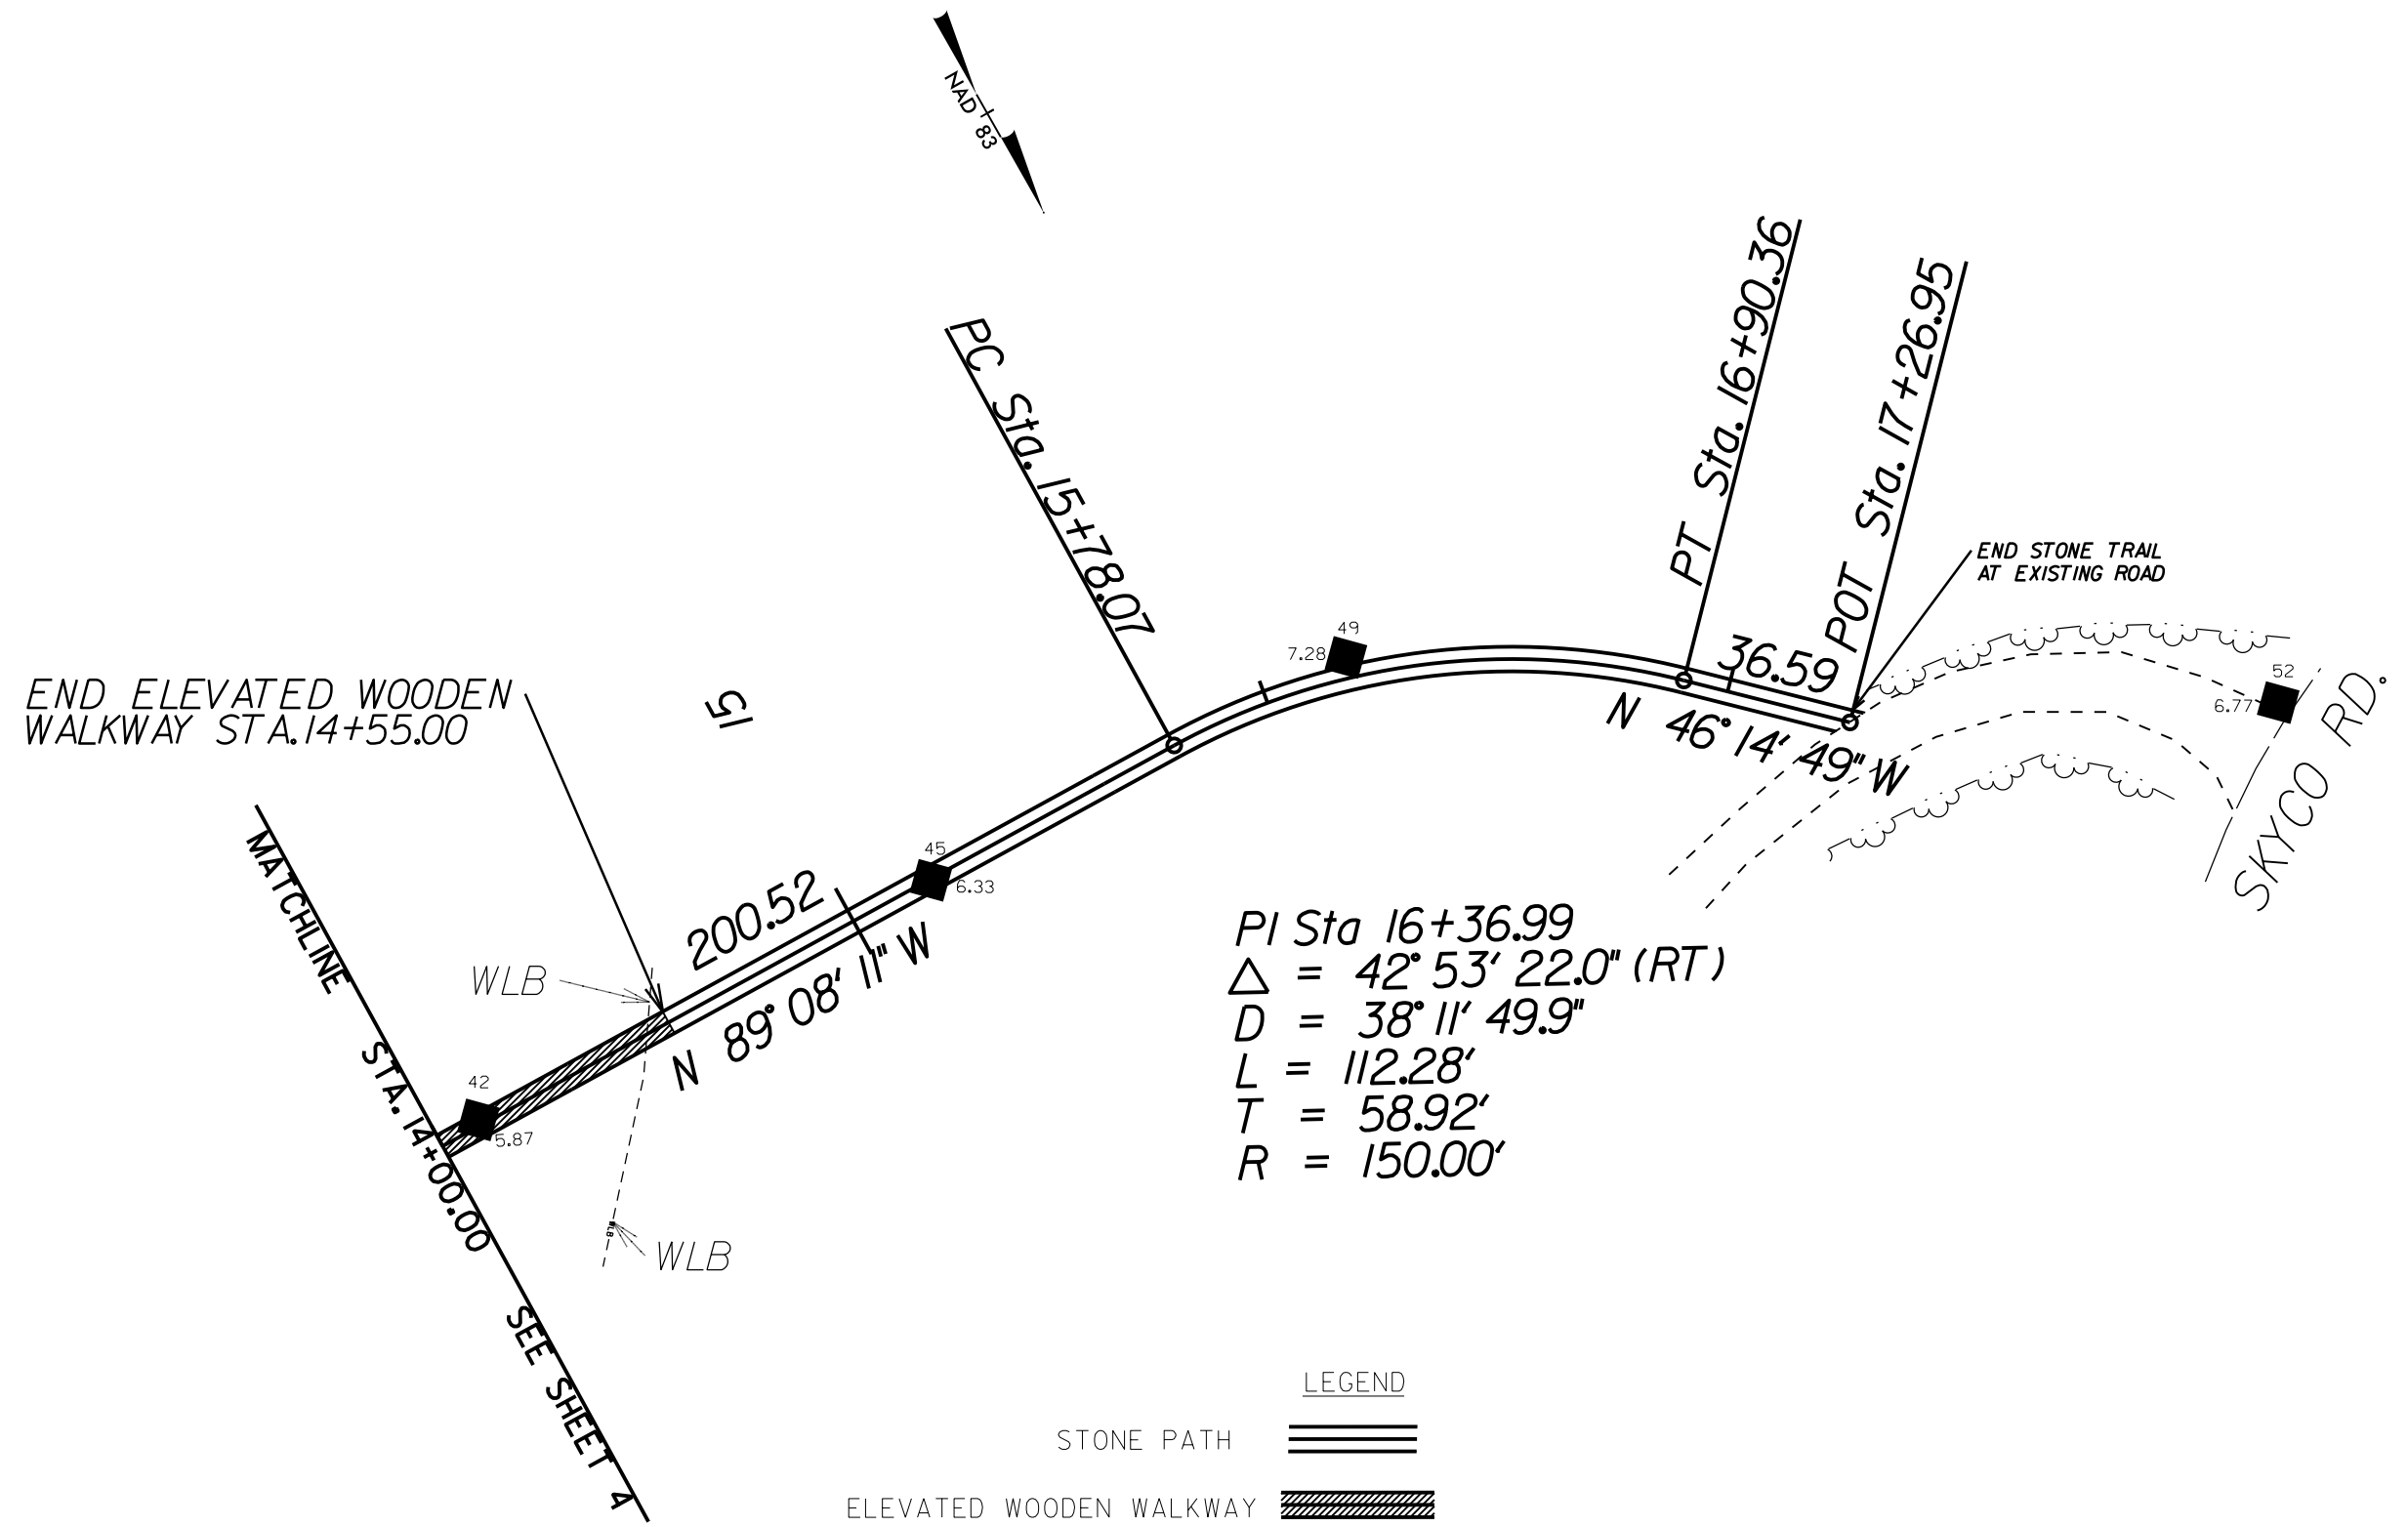 NAD 83
PC Sta. 15+78.07
PT Sta. 16+90.36
POT Sta. 17+26.95
END STONE TRAIL
AT EXISTING ROAD
49
7.28
36.59
N 46° 14' 49" W
52
6.77
SKYCO RD.
END ELEVATED WOODEN
WALKWAY STA. 14+55.00
15
45
6.33
200.52
N 89° 08' 11" W
MATCHLINE STA. 14+00.00 SEE SHEET 4
WLB
42
5.87
WLB
WLB
PI Sta 16+36.99
Δ = 42° 53' 22.0" (RT)
D = 38° 11' 49.9"
L = 112.28'
T = 58.92'
R = 150.00'
LEGEND
STONE PATH
ELEVATED WOODEN WALKWAY